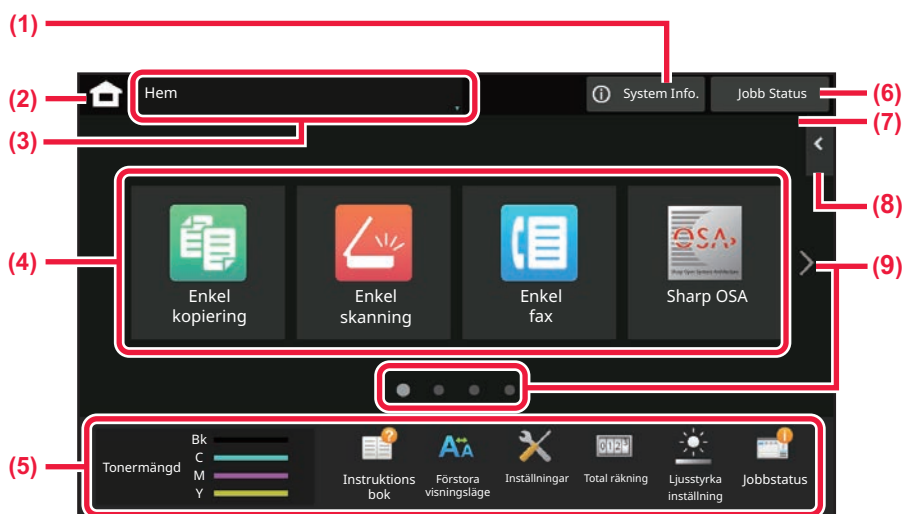 (1)
(2)
Hem
System Info.
Jobb Status
(6)
(3)
(7)
(8)
(4)
OSA
Enkel
kopiering
Enkel
skanning
Enkel
fax
Sharp OSA
(9)
(5)
Tonermängd
Bk
C
M
Y
Instruktions
bok
Förstora
visningsläge
Inställningar
Total räkning
Ljusstyrka
inställning
Jobbstatus